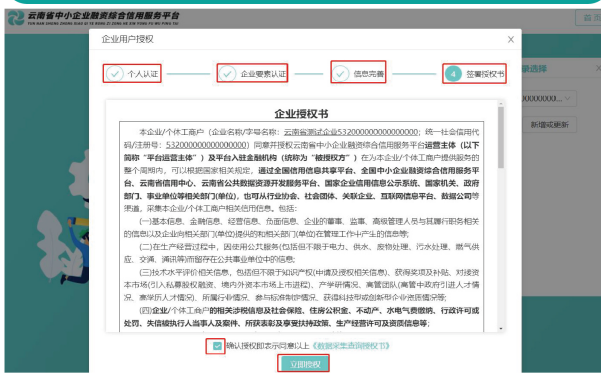 云南省中小企业融资综合信用服务平台
YUN NAN SHENG ZHONG XIAO QI YE RONG ZI ZONG HE XIN YONG FU WU PING TAI
首页
企业用户授权
X
个人认证
企业要素认证
信息完善
4 签署授权书
录选择
X
00000000...
新增或更新
企业授权书
本企业/个体工商户（企业名称/字号名称：云南省测试企业532000000000000000；统一社会信用代
码/注册号：532000000000000000）同意并授权云南省中小企业融资综合信用服务平台运营主体（以下
简称“平台运营主体”）及平台入驻金融机构（统称为“被授权方”）在为本企业/个体工商户提供服务的
整个周期内，可以根据国家相关规定，通过全国信用信息共享平台、全国中小企业融资综合信用服务平
台、云南省信用中心、云南省公共数据资源开发服务平台、国家企业信用信息公示系统、国家机关、政府
部门、事业单位等相关部门(单位)，也可从行业协会、社会团体、关联企业、互联网信息平台、数据公司等
渠道，采集本企业/个体工商户相关信用信息。包括：
(一)基本信息、金融信息、经营信息、负面信息、企业的董事、监事、高级管理人员与其履行职务相关
的信息以及企业向相关部门(单位)提供的和相关部门(单位)在管理工作中产生的信息等;
(二)在生产经营过程中，因使用公共服务(包括但不限于电力、供水、废物处理、污水处理、燃气供
应、交通、通讯等)而留存在公共事业单位中的信息;
(三)技术水平评价相关信息，包括但不限于知识产权(申请及授权相关信息)、获得奖项及补贴、对接资
本市场(引入私募股权融资、境内外资本市场上市进程)、产学研情况、高管团队(高管中政府引进人才情
况、高学历人才情况)、所属行业情况、参与标准制定情况、获得科技型或创新型企业资质情况等;
(四)企业/个体工商户的相关涉税信息及社会保险、住房公积金、不动产、水电气费缴纳、行政许可或
处罚、失信被执行人当事人及案件、所获表彰及享受扶持政策、生产经营许可及资质信息等;
确认授权即表示同意以上《数据采集查询授权书》
立即授权